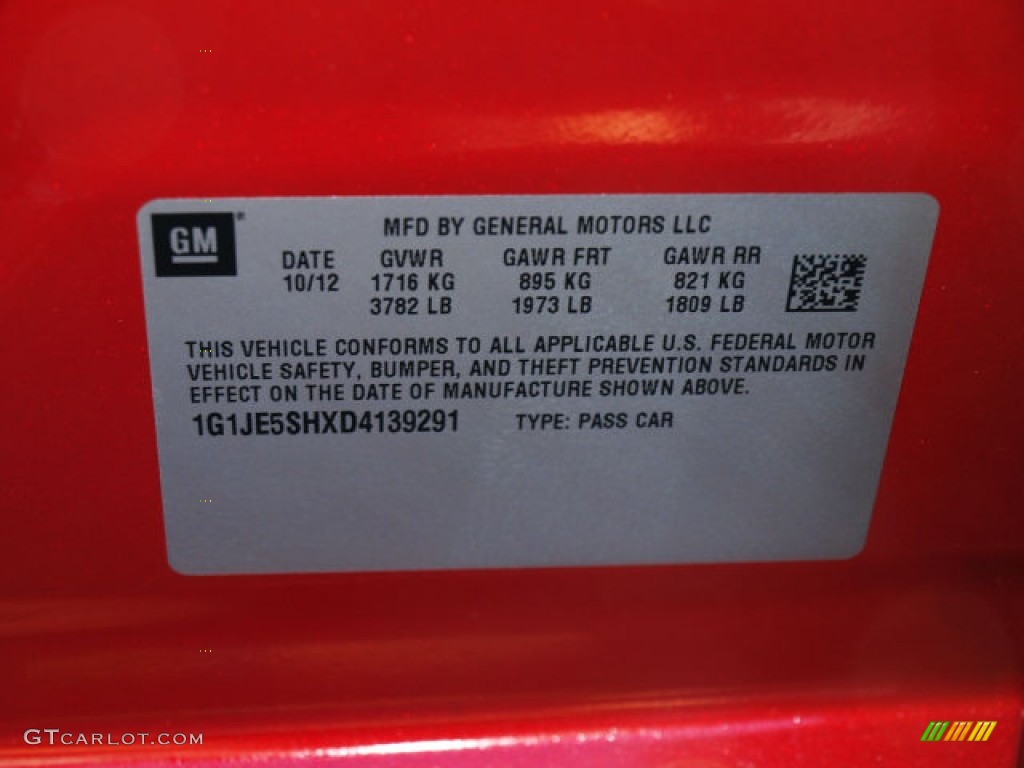 GM®
MFD BY GENERAL MOTORS LLC
DATE GVWR GAWR FRT GAWR RR
10/12 1716 KG 895 KG 821 KG
3782 LB 1973 LB 1809 LB
THIS VEHICLE CONFORMS TO ALL APPLICABLE U.S. FEDERAL MOTOR
VEHICLE SAFETY, BUMPER, AND THEFT PREVENTION STANDARDS IN
EFFECT ON THE DATE OF MANUFACTURE SHOWN ABOVE.
1G1JE5SHXD4139291 TYPE: PASS CAR
GTCARLOT.COM